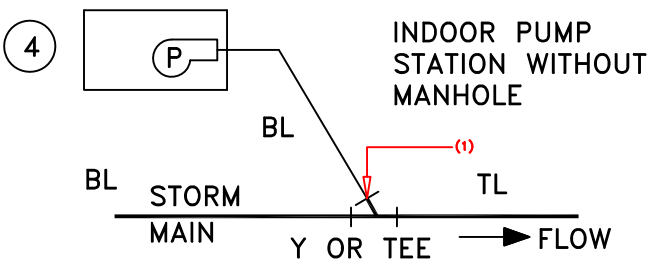 4
P
INDOOR PUMP
STATION WITHOUT
MANHOLE
BL
(1)
BL
STORM
MAIN
TL
Y OR TEE
FLOW